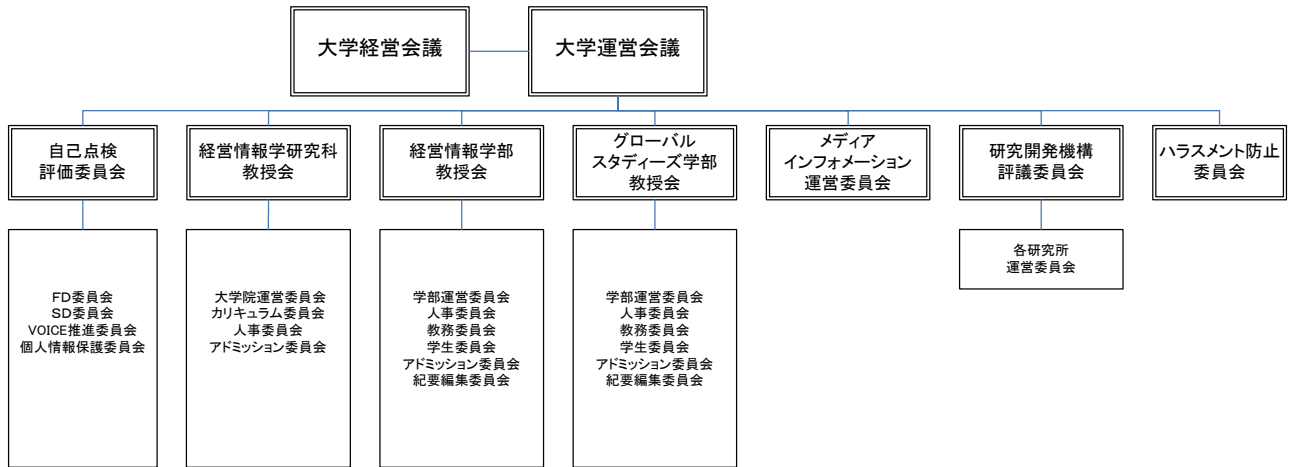 大学経営会議
大学運営会議
自己点検
評価委員会
経営情報学研究科
教授会
経営情報学部
教授会
グローバル
スタディーズ学部
教授会
メディア
インフォメーション
運営委員会
研究開発機構
評議委員会
ハラスメント防止
委員会
FD委員会
SD委員会
VOICE推進委員会
個人情報保護委員会
大学院運営委員会
カリキュラム委員会
人事委員会
アドミッション委員会
学部運営委員会
人事委員会
教務委員会
学生委員会
アドミッション委員会
紀要編集委員会
学部運営委員会
人事委員会
教務委員会
学生委員会
アドミッション委員会
紀要編集委員会
各研究所
運営委員会